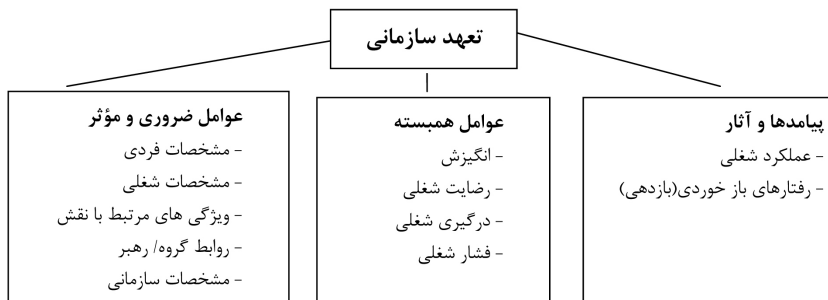 تعهد سازمانی
پیامدها و آثار
- عملکرد شغلی
- رفتارهای باز خوردی(بازدهی)
عوامل همبسته
- انگیزش
- رضایت شغلی
- درگیری شغلی
- فشار شغلی
عوامل ضروری و مؤثر
- مشخصات فردی
- مشخصات شغلی
- ویژگی های مرتبط با نقش
- روابط گروه/ رهبر
- مشخصات سازمانی